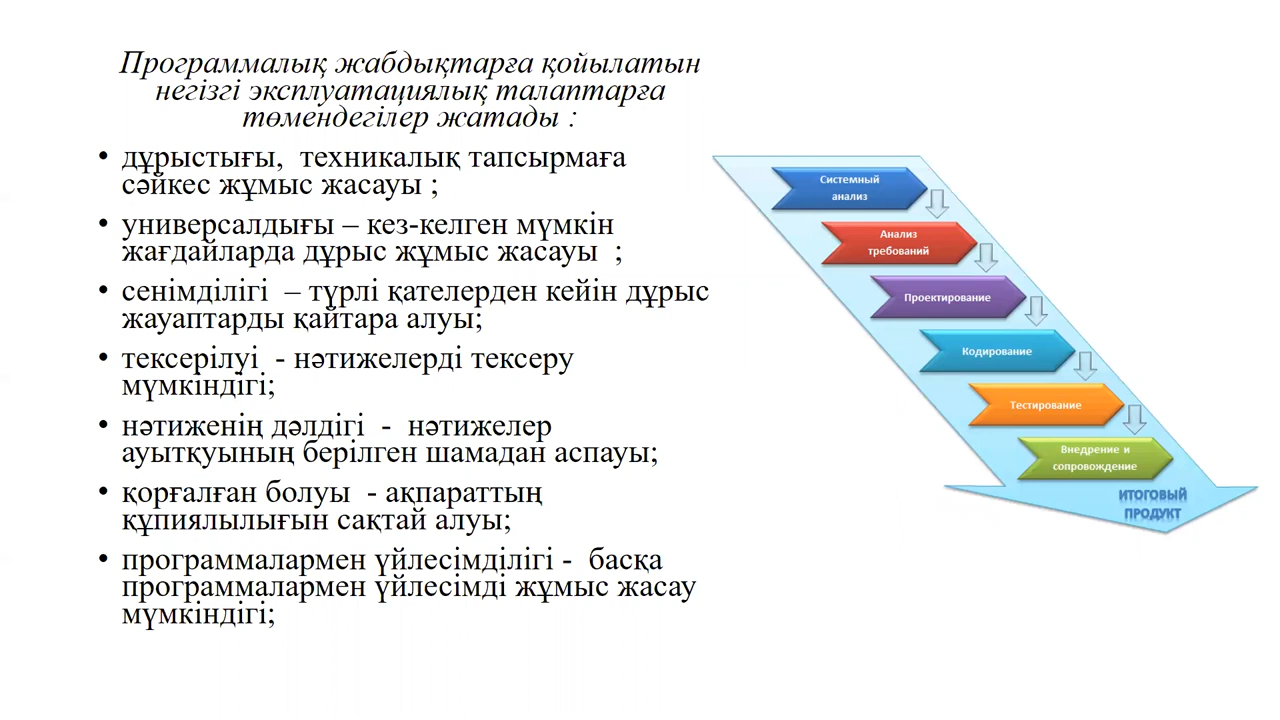 Программалық жабдықтарға қойылатын
негізгі эксплуатациялық талаптарға
төмендегілер жатады :
• дұрыстығы, техникалық тапсырмаға
сәйкес жұмыс жасауы ;
• универсалдығы – кез-келген мүмкін
жағдайларда дұрыс жұмыс жасауы ;
• сенімділігі – түрлі қателерден кейін дұрыс
жауаптарды қайтара алуы;
• тексерілуі - нәтижелерді тексеру
мүмкіндігі;
• нәтиженің дәлдігі - нәтижелер
ауытқуының берілген шамадан аспауы;
• қорғалған болуы - ақпараттың
құпиялылығын сақтай алуы;
• программалармен үйлесімділігі - басқа
программалармен үйлесімді жұмыс жасау
мүмкіндігі;
Системный
анализ
Анализ
требований
Проектирование
Кодирование
Тестирование
Внедрение и
сопровождение
ИТОГОВЫЙ
ПРОДУКТ